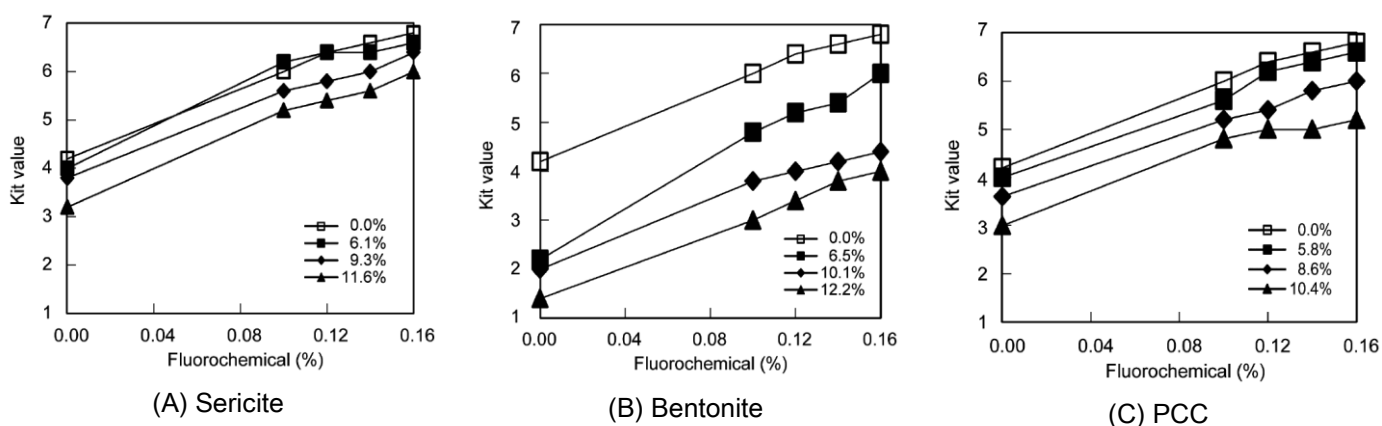 7
6
5
4
3
2
1
Kit value
0.0%
6.1%
9.3%
11.6%
0.00 0.04 0.08 0.12 0.16
Fluorochemical (%)
(A) Sericite
7
6
5
4
3
2
1
Kit value
0.0%
6.5%
10.1%
12.2%
0.00 0.04 0.08 0.12 0.16
Fluorochemical (%)
(B) Bentonite
7
6
5
4
3
2
1
Kit value
0.0%
5.8%
8.6%
10.4%
0.00 0.04 0.08 0.12 0.16
Fluorochemical (%)
(C) PCC